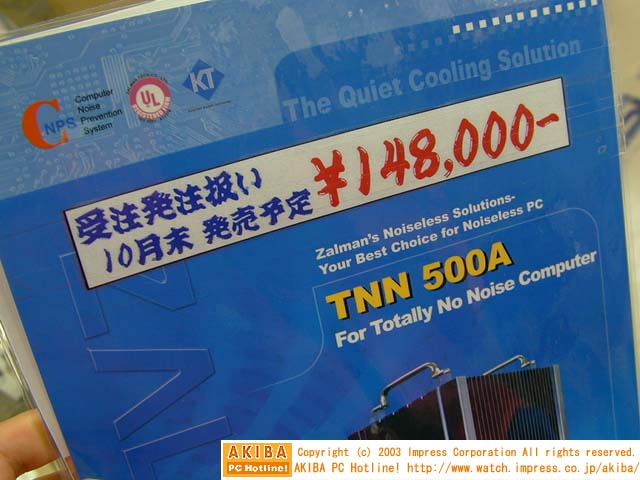 CNPS
Computer
Noise
Prevention
System
UL
KT
The Quiet Cooling Solution
受注発注扱い
10月末 発売予定
¥148,000-
Zalman's Noiseless Solutions-
Your Best Choice for Noiseless PC
TNN 500A
For Totally No Noise Computer
AKIBA
PC Hotline!
Copyright (c) 2003 Impress Corporation All rights reserved.
AKIBA PC Hotline! http://www.watch.impress.co.jp/akiba/